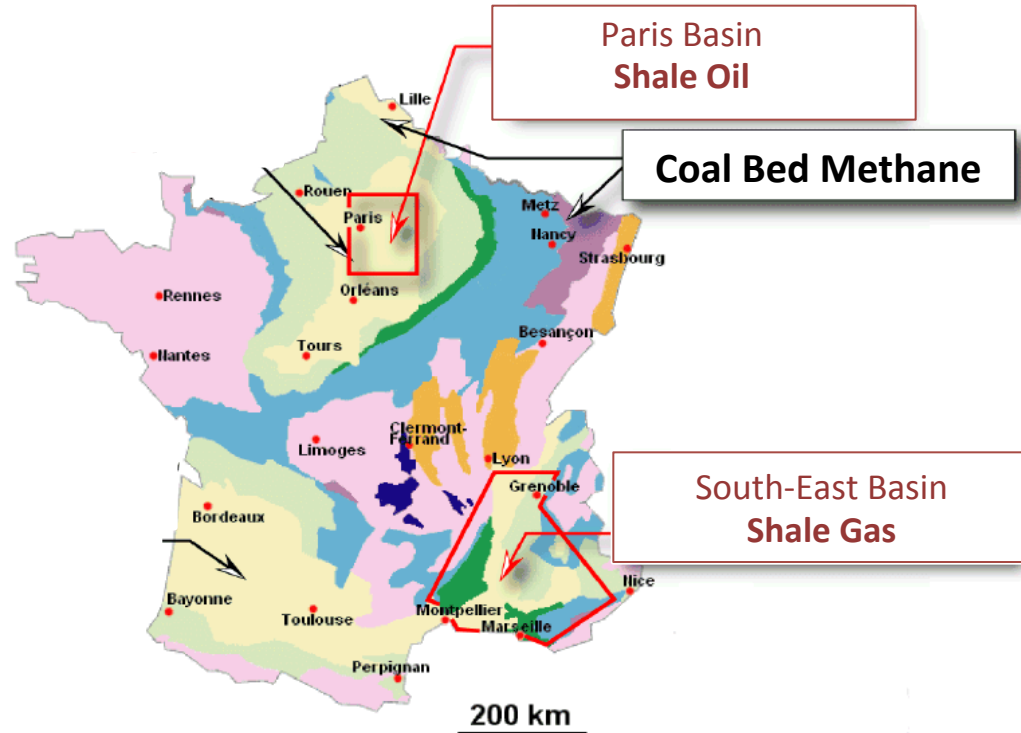 Paris Basin
Shale Oil
Lille
Coal Bed Methane
Rouen
Metz
Paris
Nancy
Strasbourg
Orléans
Rennes
Besançon
Nantes
Tours
Clermont-
Ferrand
Limoges
Lyon
Grenoble
South-East Basin
Shale Gas
Bordeaux
Nice
Bayonne
Toulouse
Montpellier
Marseille
Perpignan
200 km